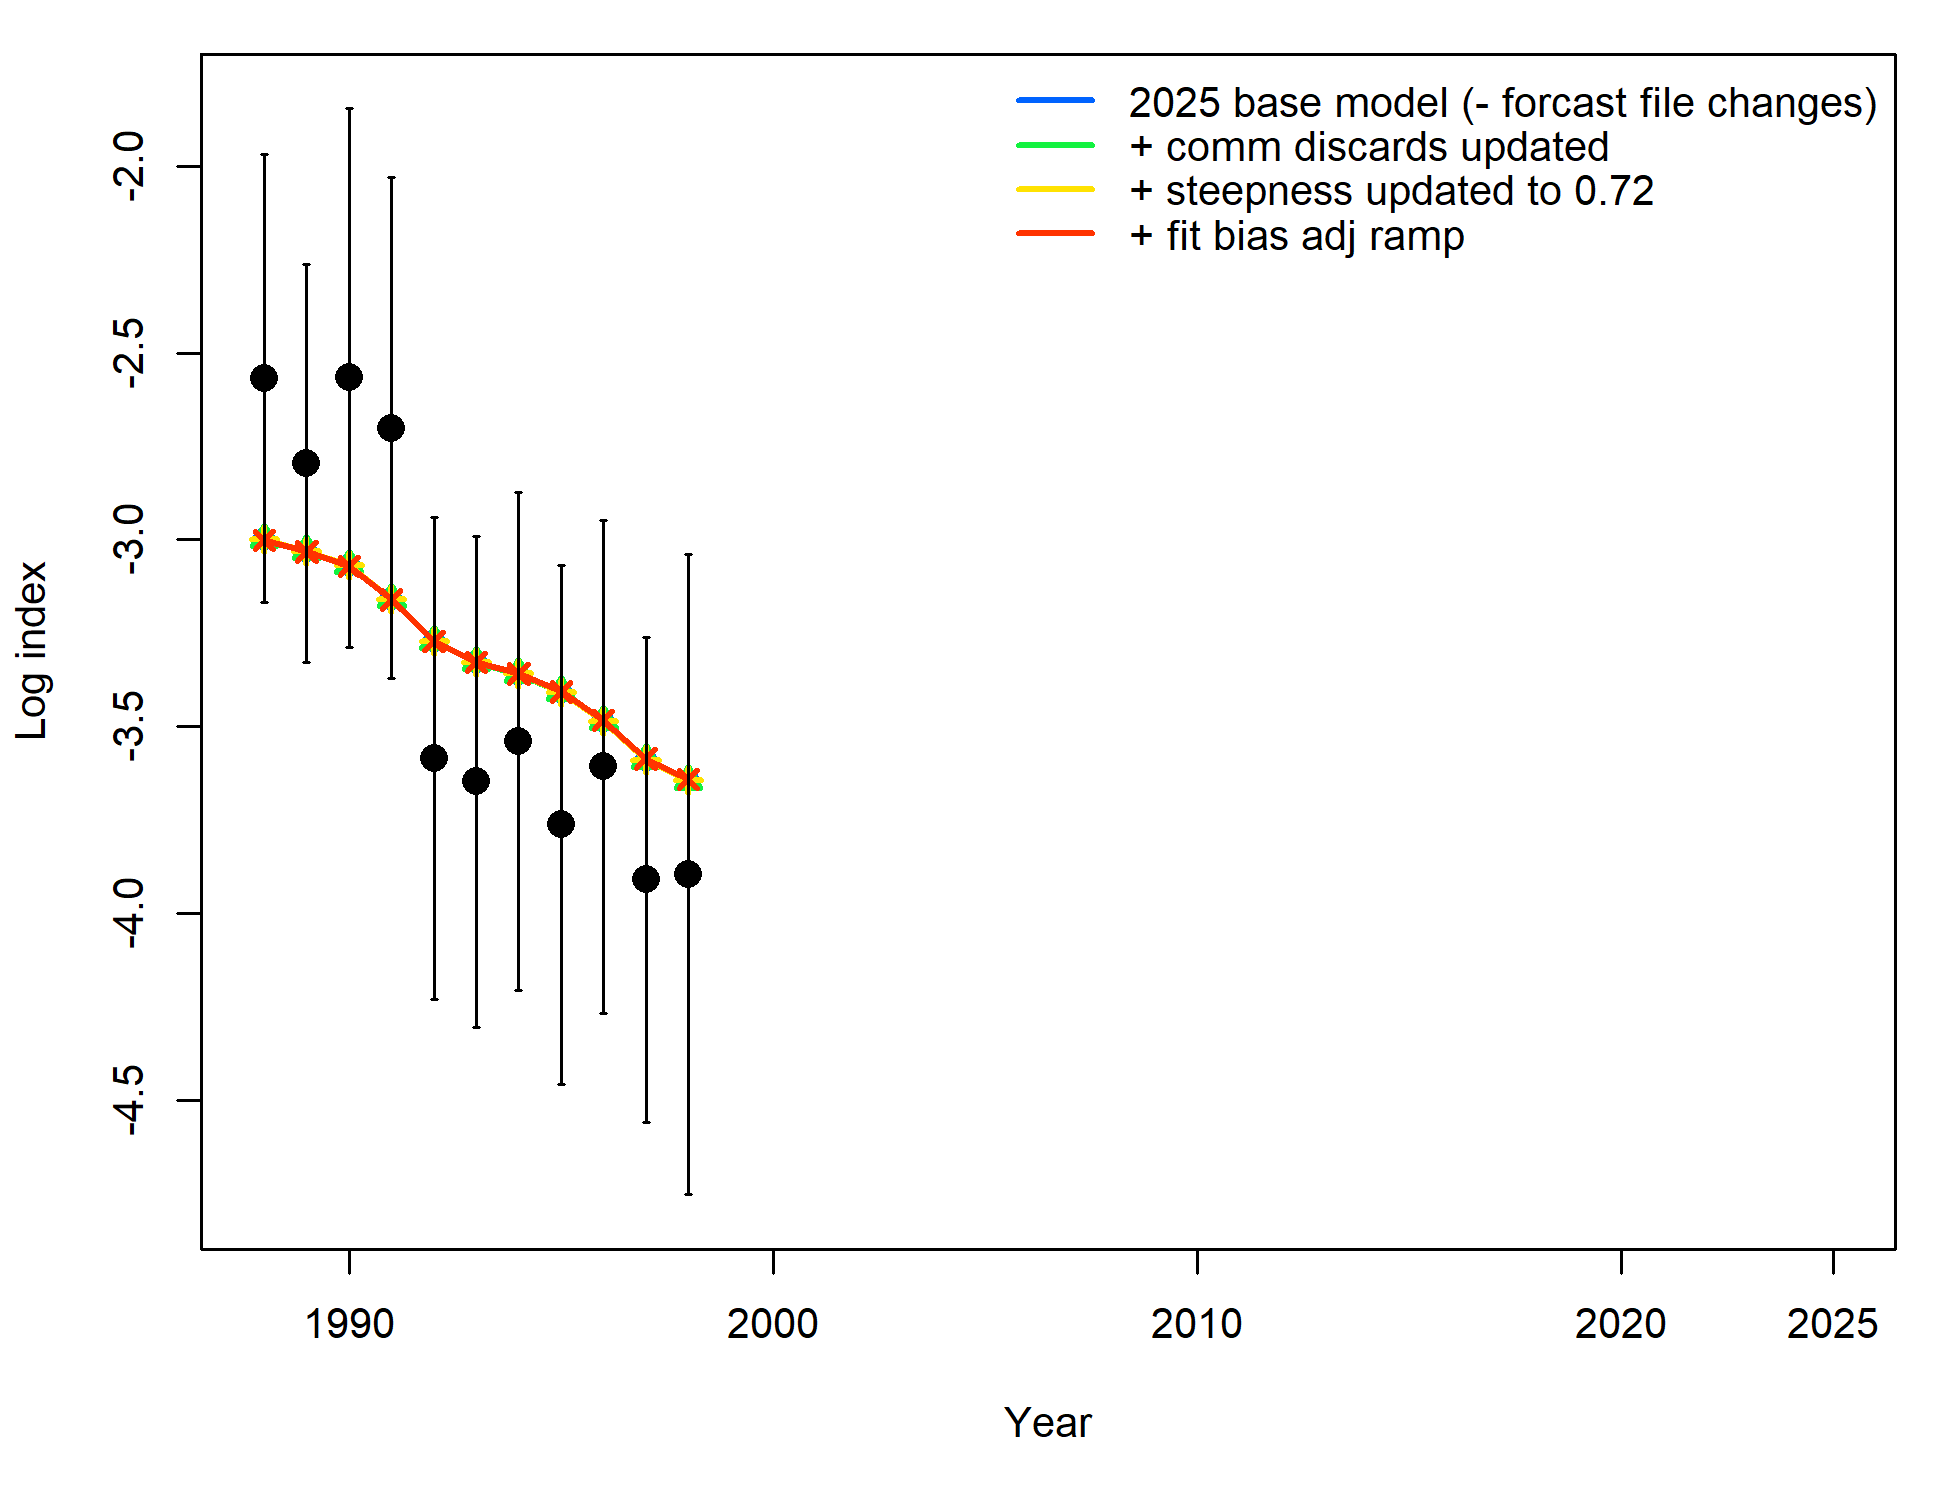 2025 base model (- forcast file changes)
+ comm discards updated
+ steepness updated to 0.72
+ fit bias adj ramp
-2.0
-2.5
-3.0
-3.5
-4.0
-4.5
Log index
1990
2000
2010
2020
2025
Year